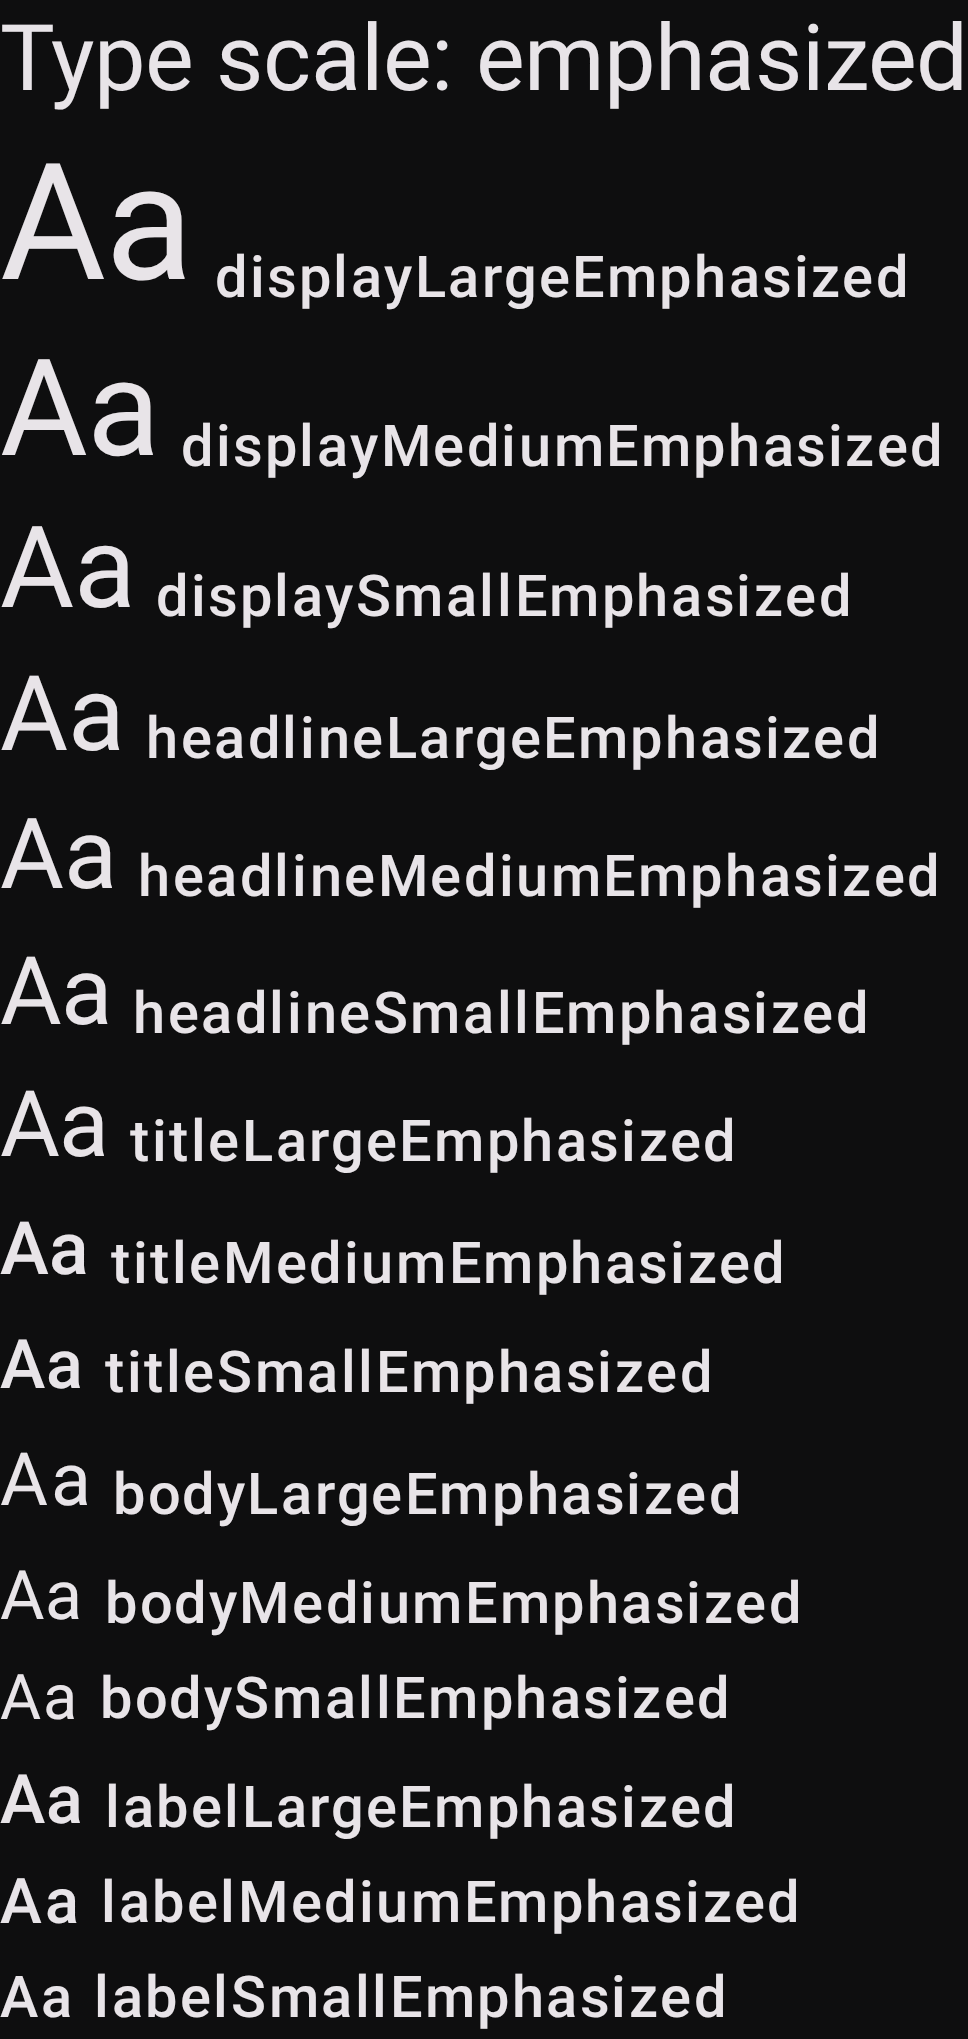 Type scale: emphasized
Aa displayLargeEmphasized
Aa displayMediumEmphasized
Aa displaySmallEmphasized
Aa headlineLargeEmphasized
Aa headlineMediumEmphasized
Aa headlineSmallEmphasized
Aa titleLargeEmphasized
Aa titleMediumEmphasized
Aa titleSmallEmphasized
Aa bodyLargeEmphasized
Aa bodyMediumEmphasized
Aa bodySmallEmphasized
Aa labelLargeEmphasized
Aa labelMediumEmphasized
Aa labelSmallEmphasized